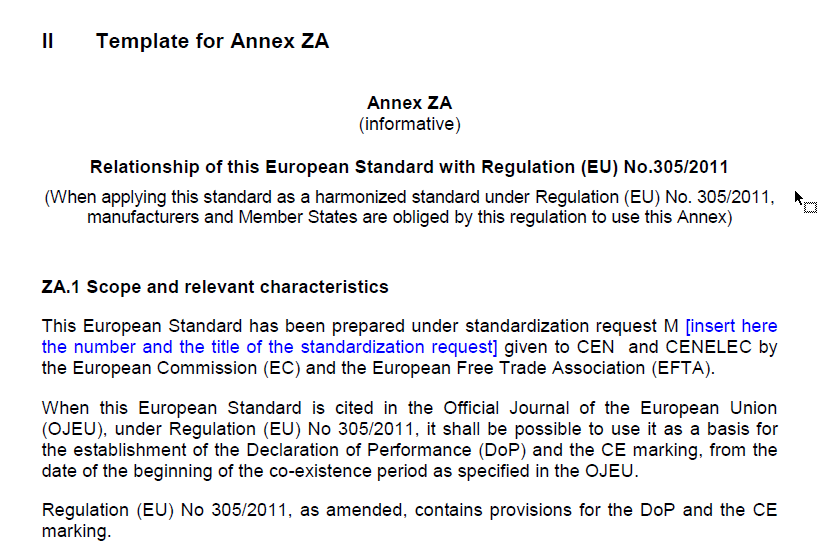 II Template for Annex ZA
Annex ZA
(informative)
Relationship of this European Standard with Regulation (EU) No.305/2011
(When applying this standard as a harmonized standard under Regulation (EU) No. 305/2011,
manufacturers and Member States are obliged by this regulation to use this Annex)
ZA.1 Scope and relevant characteristics
This European Standard has been prepared under standardization request M [insert here
the number and the title of the standardization request] given to CEN and CENELEC by
the European Commission (EC) and the European Free Trade Association (EFTA).
When this European Standard is cited in the Official Journal of the European Union
(OJEU), under Regulation (EU) No 305/2011, it shall be possible to use it as a basis for
the establishment of the Declaration of Performance (DoP) and the CE marking, from the
date of the beginning of the co-existence period as specified in the OJEU.
Regulation (EU) No 305/2011, as amended, contains provisions for the DoP and the CE
marking.